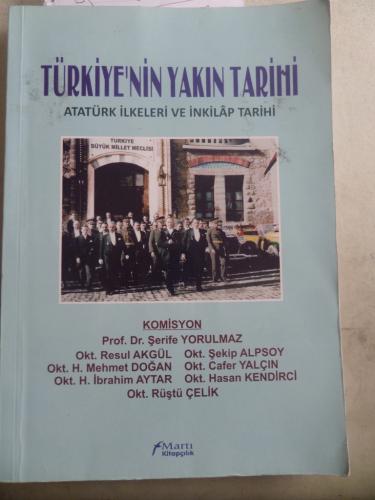 TÜRKİYE'NİN YAKIN TARİHİ
ATATÜRK İLKELERİ VE İNKİLÂP TARİHİ
TÜRKİYE
BÜYÜK MİLLET MECLİSİ
KOMİSYON
Prof. Dr. Şerife YORULMAZ
Okt. Resul AKGÜL Okt. Şekip ALPSOY
Okt. H. Mehmet DOĞAN Okt. Cafer YALÇIN
Okt. H. İbrahim AYTAR Okt. Hasan KENDİRCİ
Okt. Rüştü ÇELİK
Martı
Kitapçılık